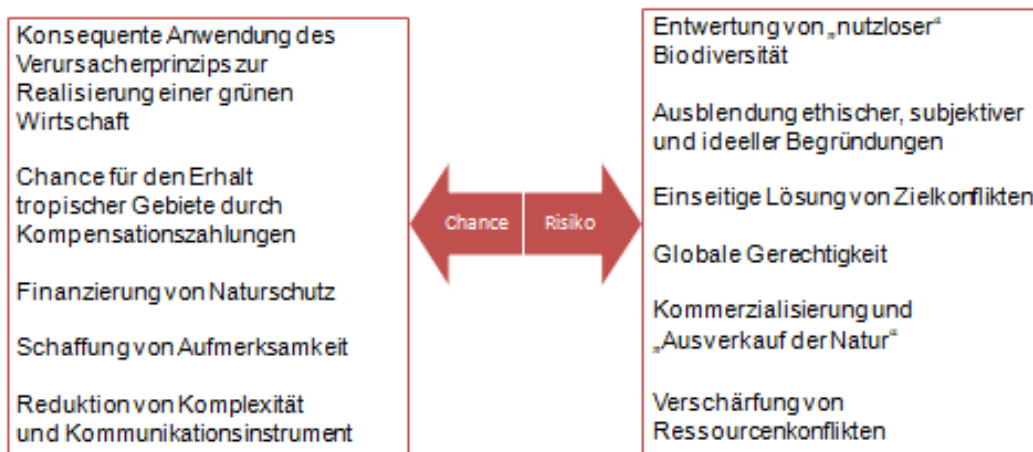 Konsequente Anwendung des
Verursacherprinzips zur
Realisierung einer grünen
Wirtschaft
Chance für den Erhalt
tropischer Gebiete durch
Kompensationszahlungen
Finanzierung von Naturschutz
Schaffung von Aufmerksamkeit
Reduktion von Komplexität
und Kommunikationsinstrument
Chance
Risiko
Entwertung von „nutzloser“
Biodiversität
Ausblendung ethischer, subjektiver
und ideeller Begründungen
Einseitige Lösung von Zielkonflikten
Globale Gerechtigkeit
Kommerzialisierung und
„Ausverkauf der Natur“
Verschärfung von
Ressourcenkonflikten